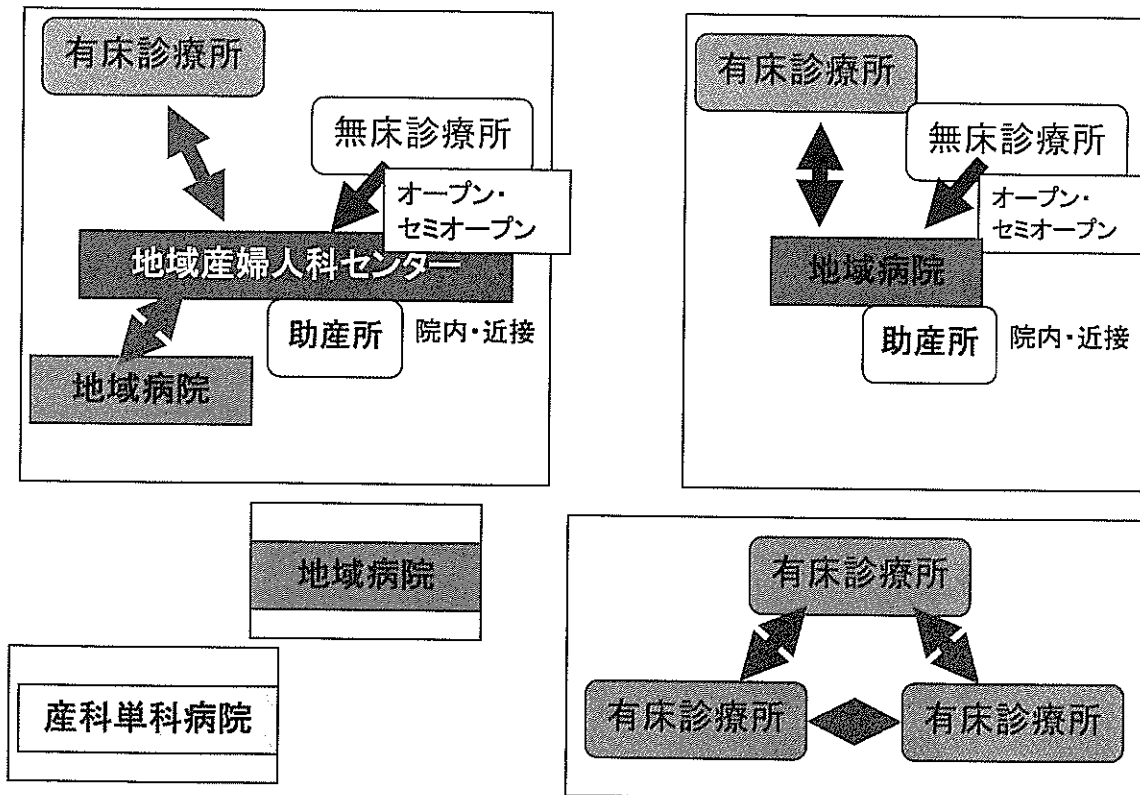 有床診療所
無床診療所
オープン・
セミオープン
地域産婦人科センター
助産所
院内・近接
地域病院
有床診療所
無床診療所
オープン・
セミオープン
地域病院
助産所
院内・近接
地域病院
産科単科病院
有床診療所
有床診療所
有床診療所